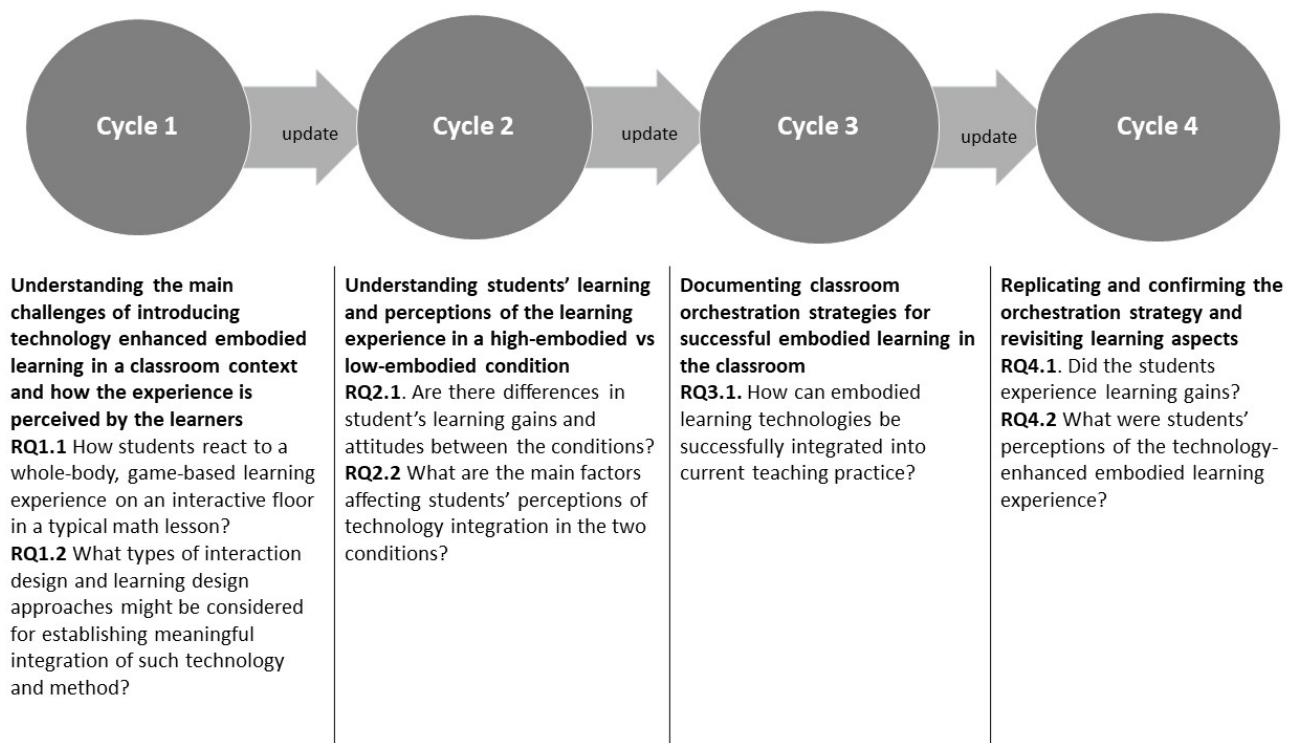 Cycle 1
update
Cycle 2
update
Cycle 3
update
Cycle 4
Understanding the main
challenges of introducing
technology enhanced embodied
learning in a classroom context
and how the experience is
perceived by the learners
RQ1.1 How students react to a
whole-body, game-based learning
experience on an interactive floor
in a typical math lesson?
RQ1.2 What types of interaction
design and learning design
approaches might be considered
for establishing meaningful
integration of such technology
and method?
Understanding students’ learning
and perceptions of the learning
experience in a high-embodied vs
low-embodied condition
RQ2.1. Are there differences in
student’s learning gains and
attitudes between the conditions?
RQ2.2 What are the main factors
affecting students’ perceptions of
technology integration in the two
conditions?
Documenting classroom
orchestration strategies for
successful embodied learning in
the classroom
RQ3.1. How can embodied
learning technologies be
successfully integrated into
current teaching practice?
Replicating and confirming the
orchestration strategy and
revisiting learning aspects
RQ4.1. Did the students
experience learning gains?
RQ4.2 What were students’
perceptions of the technology-
enhanced embodied learning
experience?